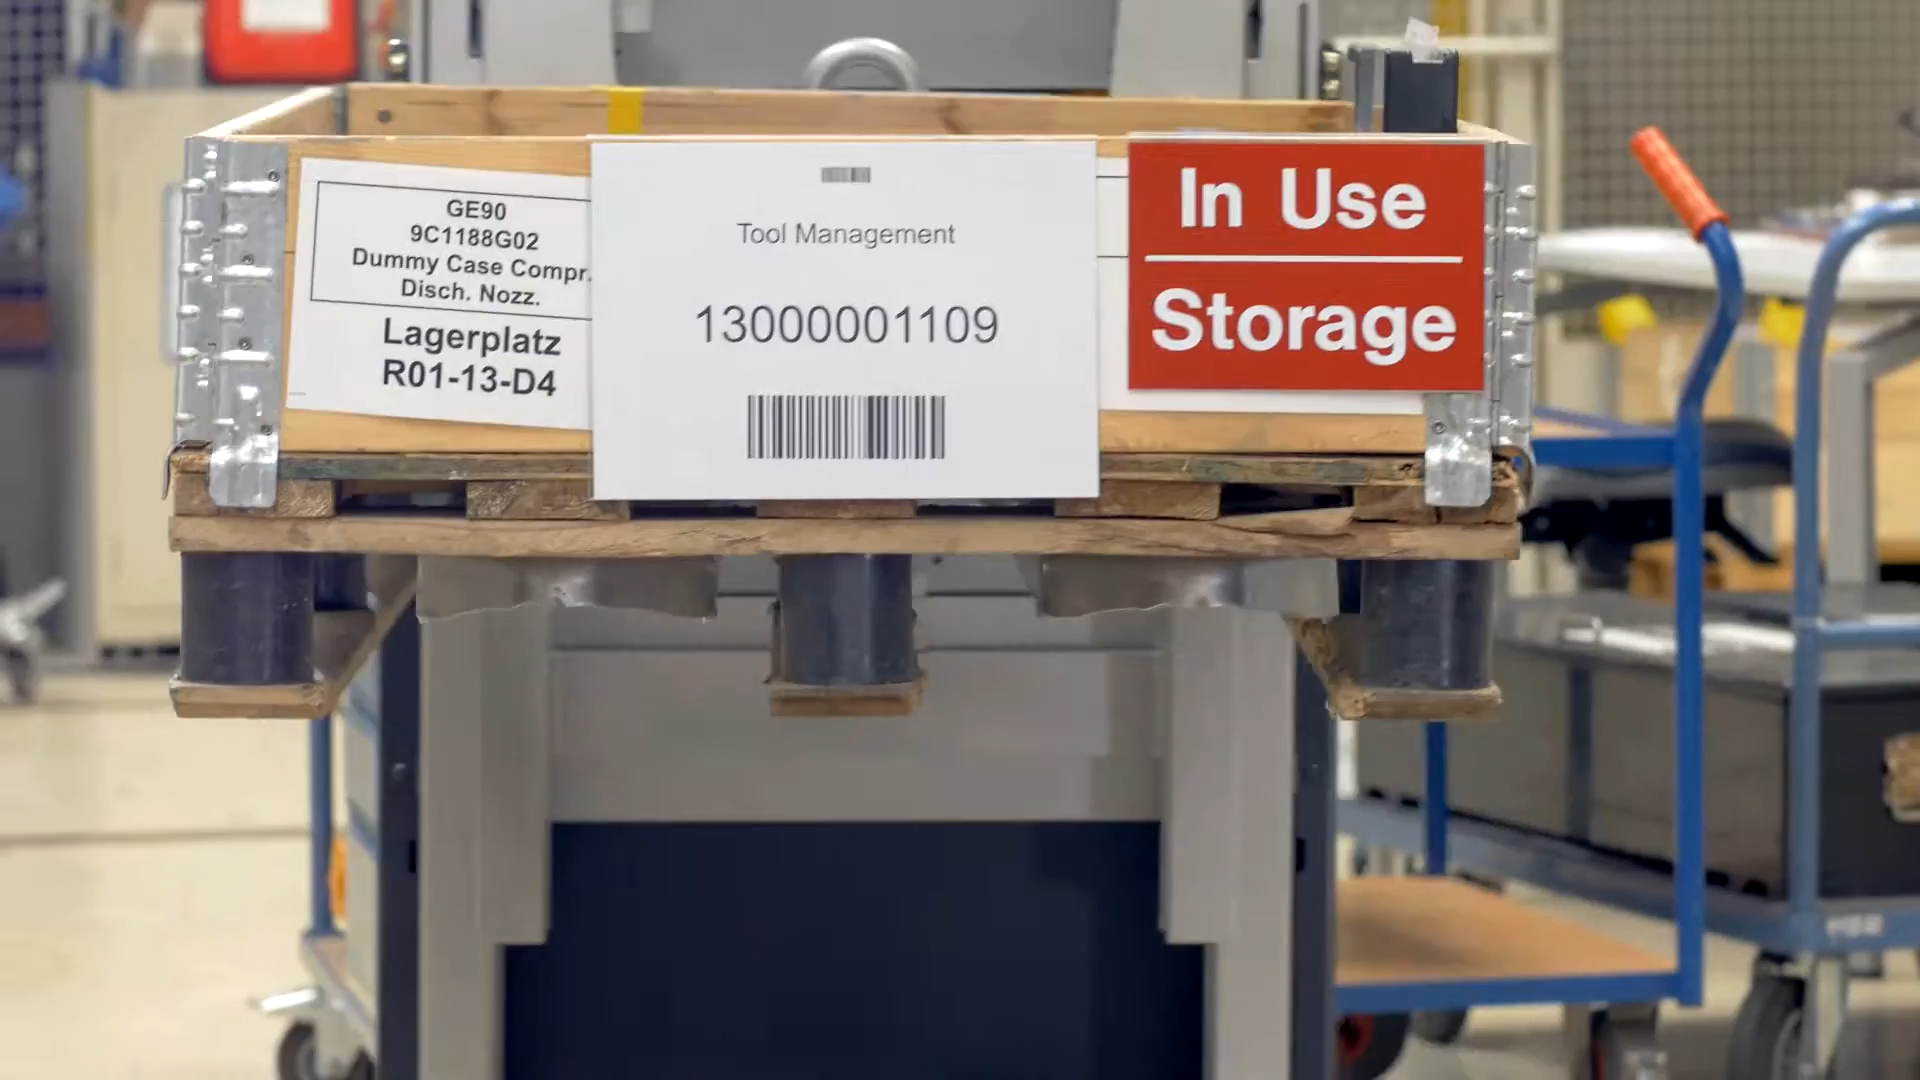 GE90
9C1188G02
Dummy Case Compr.
Disch. Nozz.
Lagerplatz
R01-13-D4
Tool Management
13000001109
In Use
Storage